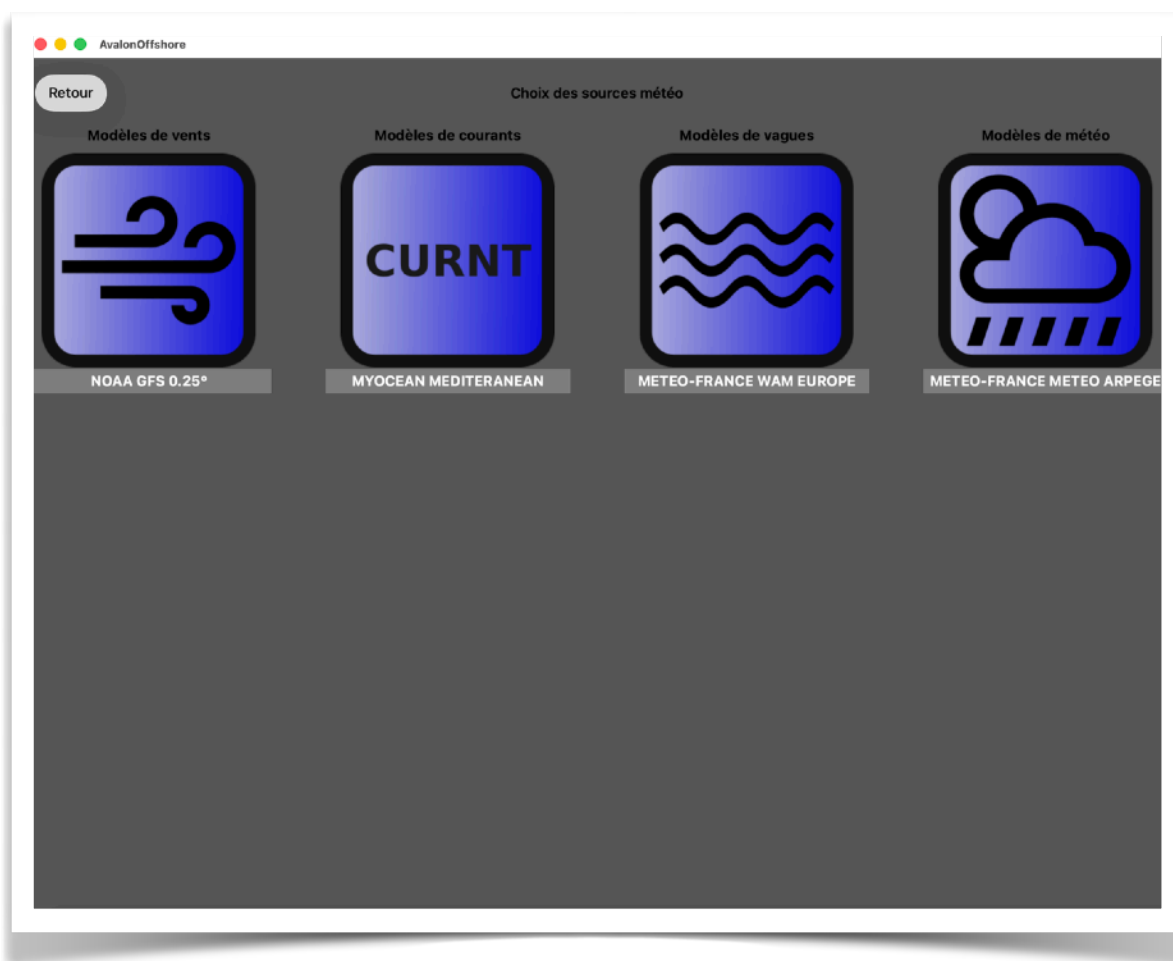 AvalonOffshore
Retour
Choix des sources météo
Modèles de vents
Modèles de courants
Modèles de vagues
Modèles de météo
CURNT
NOAA GFS 0.25°
MYOCEAN MEDITERANEAN
METEO-FRANCE WAM EUROPE
METEO-FRANCE METEO ARPEGE